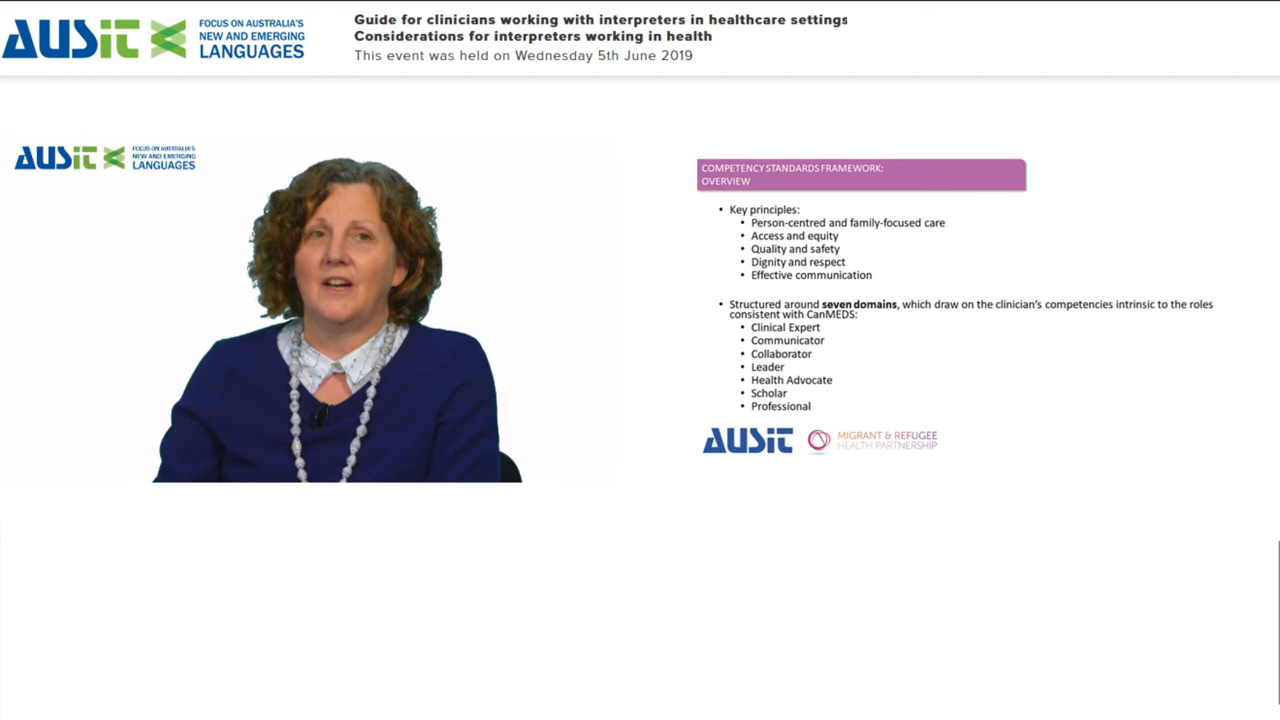 AUSiT
FOCUS ON AUSTRALIA'S
NEW AND EMERGING
LANGUAGES
Guide for clinicians working with interpreters in healthcare settings
Considerations for interpreters working in health
This event was held on Wednesday 5th June 2019
AUSiT
FOCUS ON AUSTRALIA'S
NEW AND EMERGING
LANGUAGES
COMPETENCY STANDARDS FRAMEWORK:
OVERVIEW
• Key principles:
• Person-centred and family-focused care
• Access and equity
• Quality and safety
• Dignity and respect
• Effective communication
• Structured around seven domains, which draw on the clinician's competencies intrinsic to the roles
consistent with CanMEDS:
• Clinical Expert
• Communicator
• Collaborator
• Leader
• Health Advocate
• Scholar
• Professional
AUSiT
MIGRANT & REFUGEE
HEALTH PARTNERSHIP